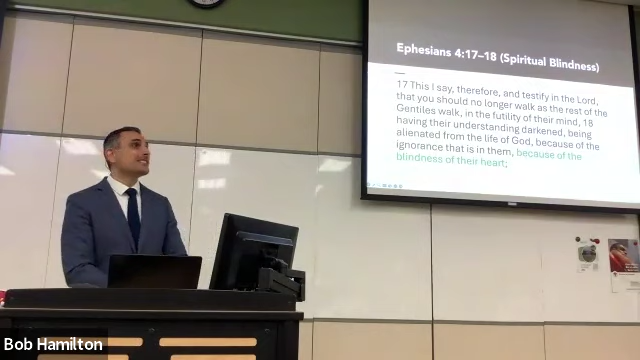 Ephesians 4:17–18 (Spiritual Blindness)
17 This I say, therefore, and testify in the Lord,
that you should no longer walk as the rest of the
Gentiles walk, in the futility of their mind, 18
having their understanding darkened, being
alienated from the life of God, because of the
ignorance that is in them, because of the
blindness of their heart;
Bob Hamilton